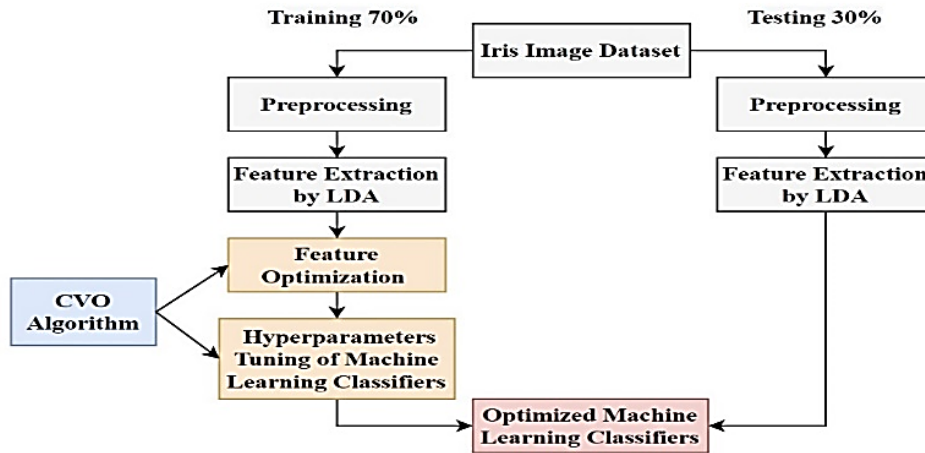 Training 70%
Testing 30%
Iris Image Dataset
Preprocessing
Preprocessing
Feature Extraction
by LDA
Feature Extraction
by LDA
Feature
Optimization
CVO
Algorithm
Hyperparameters
Tuning of Machine
Learning Classifiers
Optimized Machine
Learning Classifiers